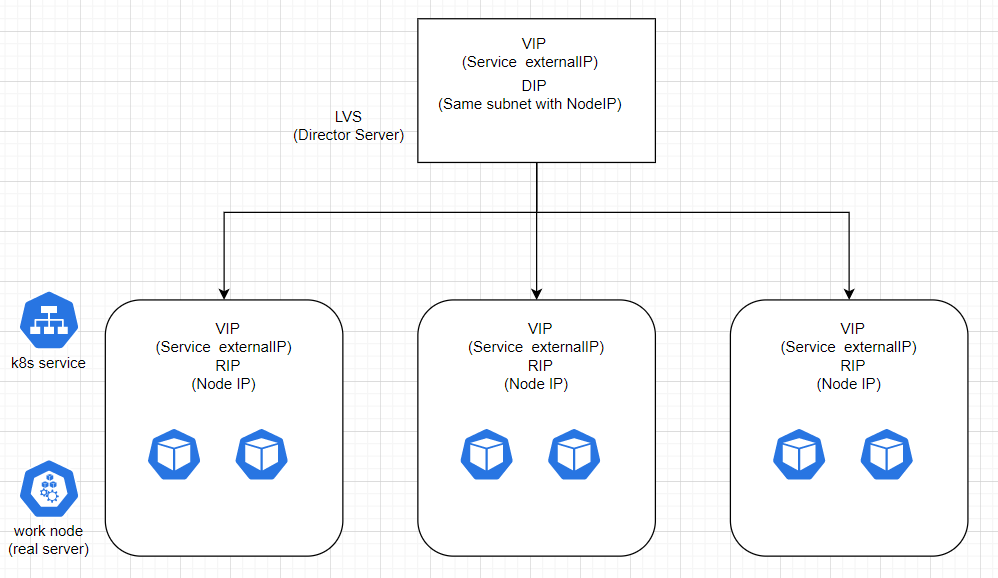 VIP
(Service externalIP)
DIP
(Same subnet with NodeIP)
LVS
(Director Server)
k8s service
VIP
(Service externalIP)
RIP
(Node IP)
VIP
(Service externalIP)
RIP
(Node IP)
VIP
(Service externalIP)
RIP
(Node IP)
work node
(real server)